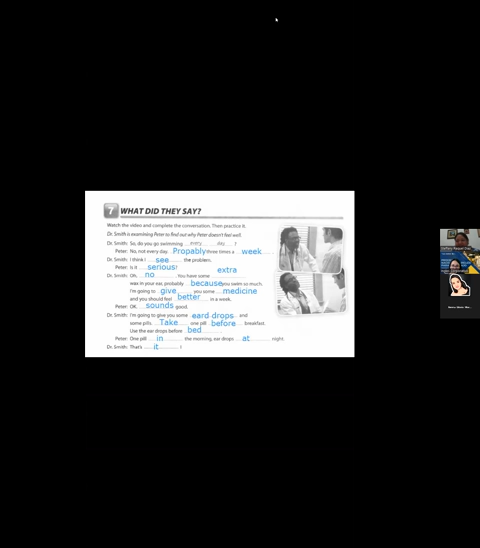 7 WHAT DID THEY SAY?
Watch the video and complete the conversation. Then practice it.
Dr. Smith is examining Peter to find out why Peter doesn't feel well.
Dr. Smith: So, do you go swimming every day ?
Peter: No, not every day. Propably three times a week
Dr. Smith: I think I see the problem.
Peter: Is it serious!
Dr. Smith: Oh, no You have some extra
wax in your ear, probably because you swim so much.
I'm going to give you some medicine
and you should feel better in a week.
Peter: OK. sounds good.
Dr. Smith: I'm going to give you some eard drops and
some pills. Take one pill before breakfast.
Use the ear drops before bed
Peter: One pill in the morning, ear drops at night.
Dr. Smith: That's it !